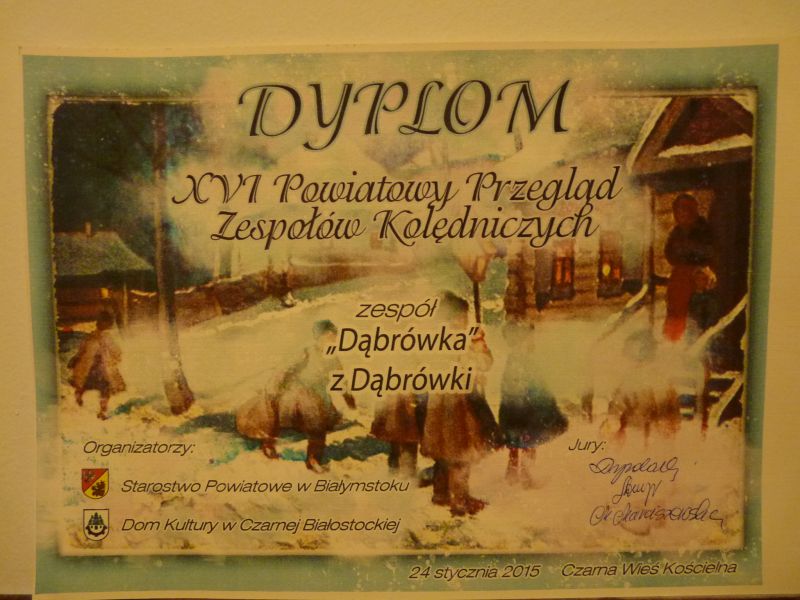 DYPLOM
XVI Powiatowy Przegląd
Zespołów Kolędniczych
zespół
„Dąbrówka”
z Dąbrówki
Organizatorzy:
Jury:
Starostwo Powiatowe w Białymstoku
Dom Kultury w Czarnej Białostockiej
24 stycznia 2015 Czarna Wieś Kościelna